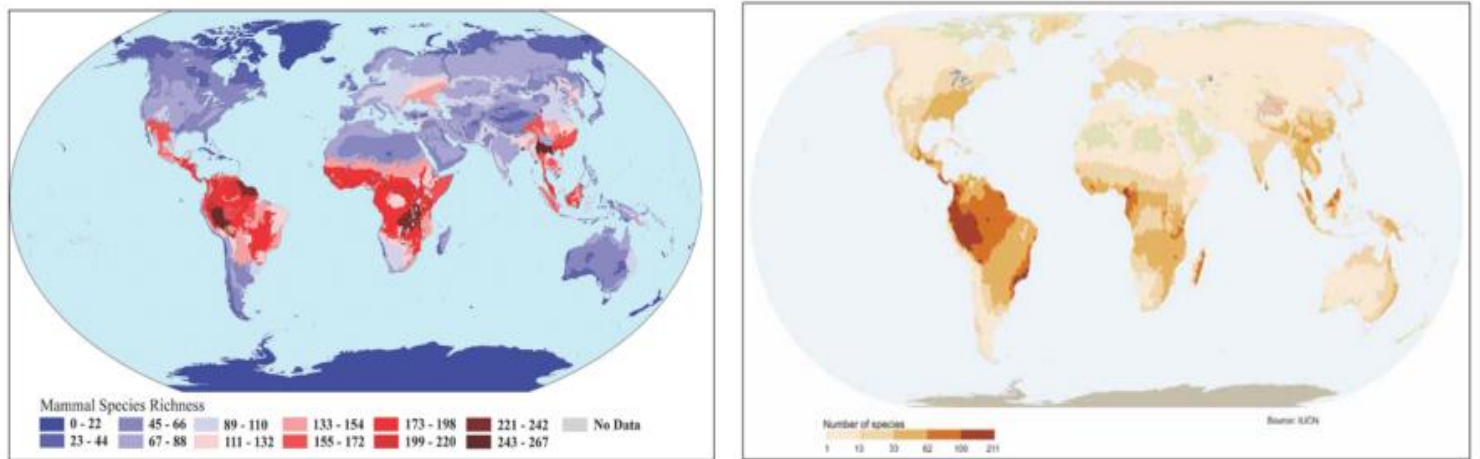 Mammal Species Richness
0 - 22 45 - 66 89 - 110 133 - 154 173 - 198 221 - 242 No Data
23 - 44 67 - 88 111 - 132 155 - 172 199 - 220 243 - 267
Source: IUCN
Number of species
1 13 33 62 100 211